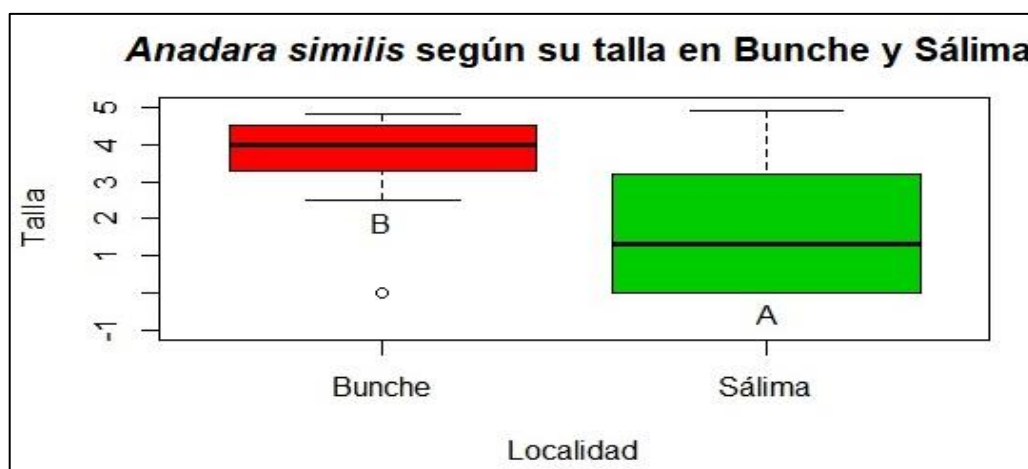 Anadara similis según su talla en Bunche y Sálima
Talla
5
4
3
2
1
-1
B
A
Bunche
Sálima
Localidad